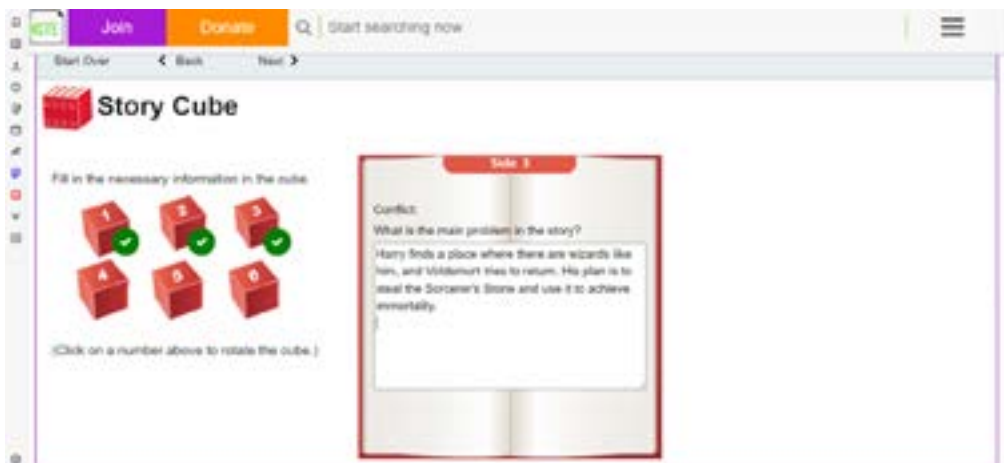 NCTE Join Donate Start searching now
Start Over Back Next
Story Cube
Side 3
Fill in the necessary information in the cube.
Conflict:
What is the main problem in the story?
1 2 3
Harry finds a place where there are wizards like
him, and Voldemort tries to return. His plan is to
steal the Sorcerer's Stone and use it to achieve
immortality.
4 5 6
(Click on a number above to rotate the cube.)